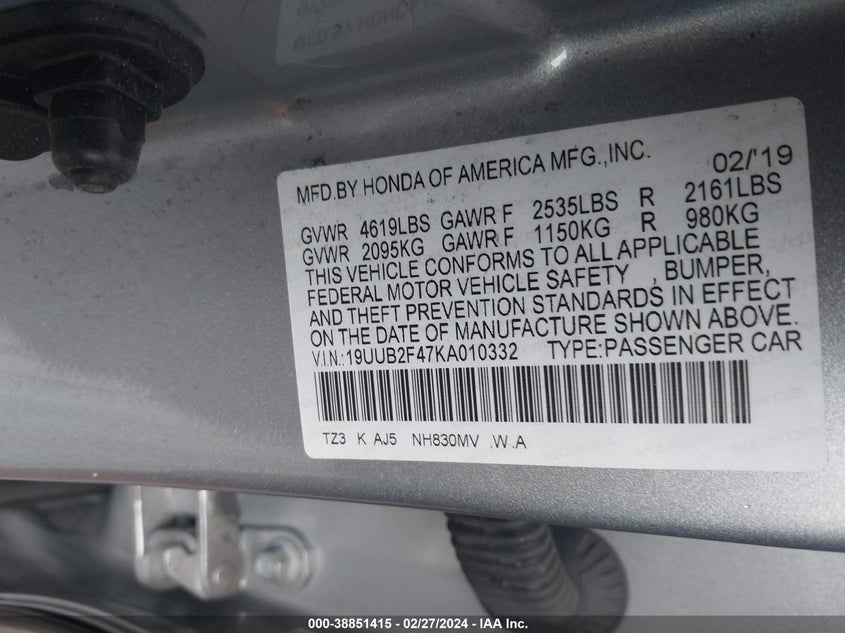 MFD.BY HONDA OF AMERICA MFG.,INC. 02/'19
GVWR 4619LBS GAWR F 2535LBS R 2161LBS
GVWR 2095KG GAWR F 1150KG R 980KG
THIS VEHICLE CONFORMS TO ALL APPLICABLE
FEDERAL MOTOR VEHICLE SAFETY , BUMPER,
AND THEFT PREVENTION STANDARDS IN EFFECT
ON THE DATE OF MANUFACTURE SHOWN ABOVE.
V.I.N.:19UUB2F47KA010332 TYPE:PASSENGER CAR
TZ3 K AJ5 NH830MV .W.A
000-38851415 - 02/27/2024 - IAA Inc.